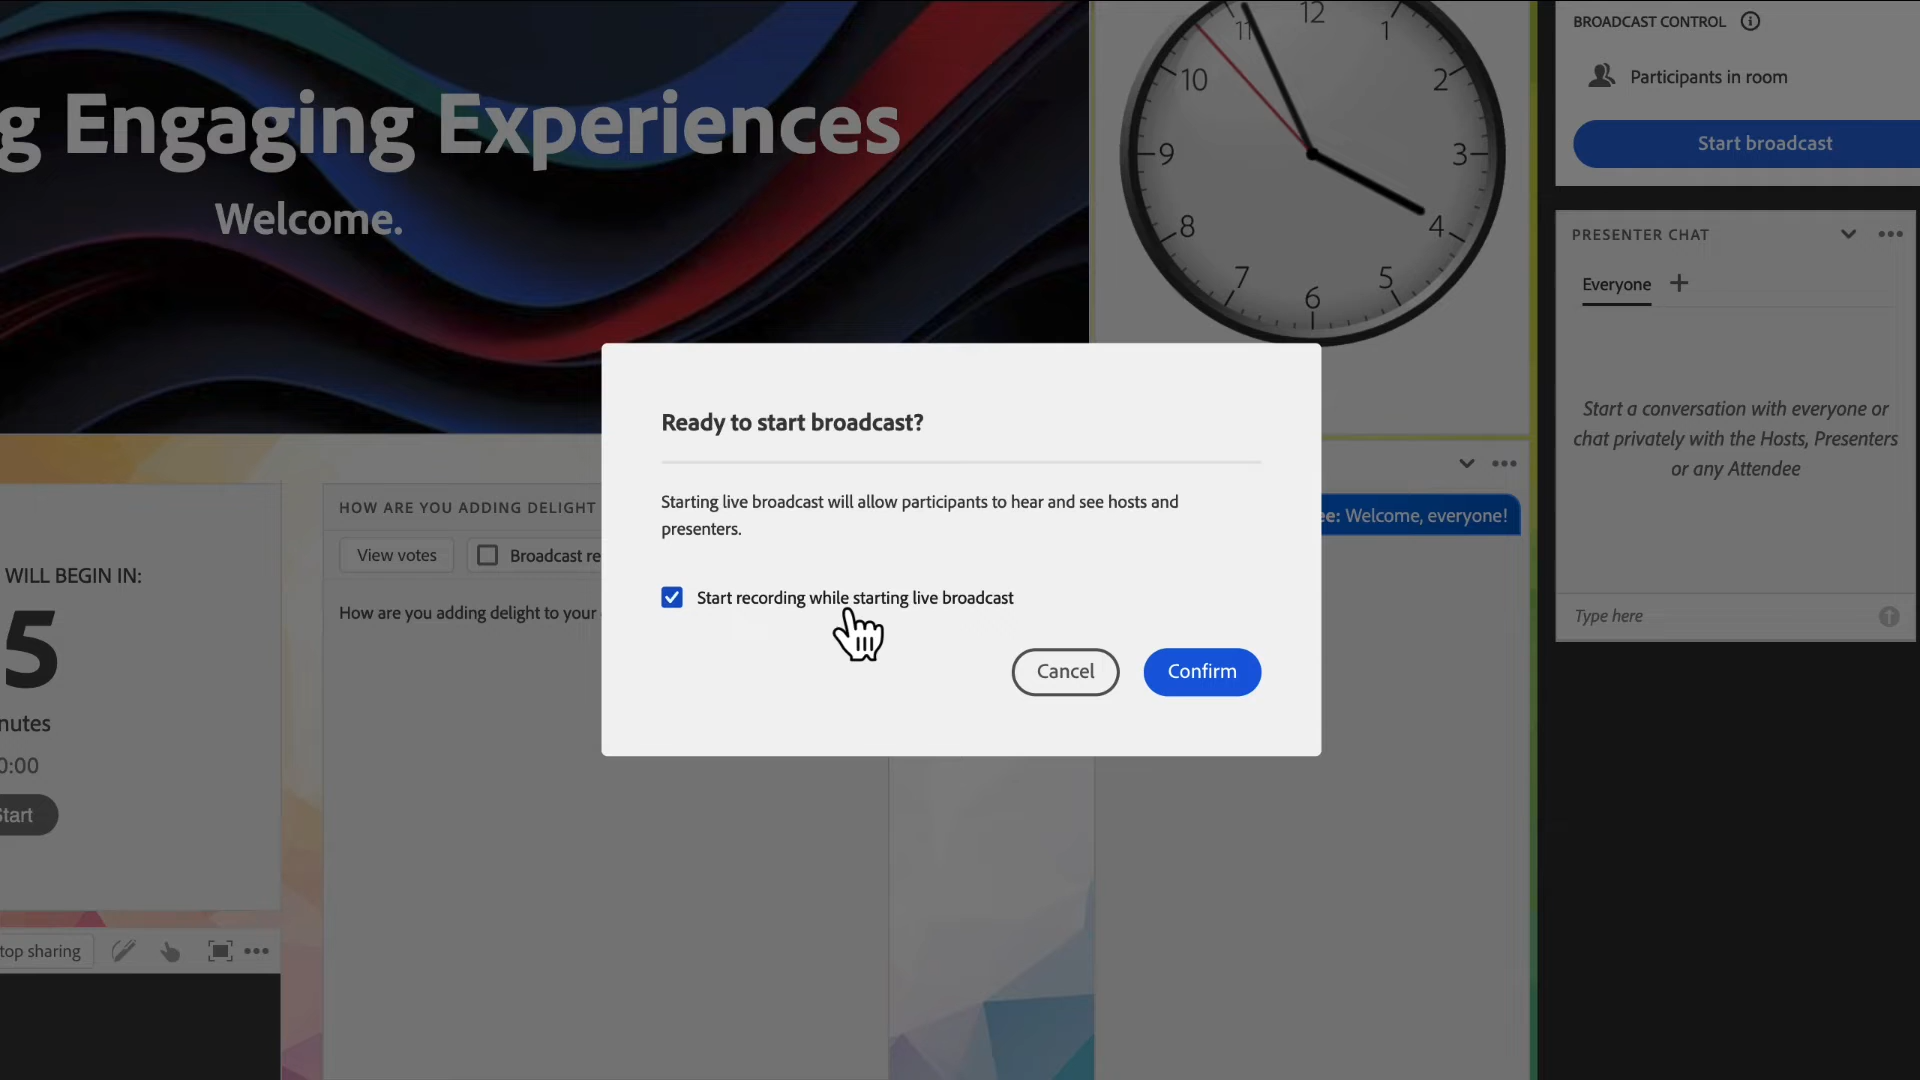 g Engaging Experiences
Welcome.
12
11
1
10
2
9
3
8
4
7
5
6
BROADCAST CONTROL
Participants in room
Start broadcast
PRESENTER CHAT
Everyone
Start a conversation with everyone or
chat privately with the Hosts, Presenters
or any Attendee
Type here
Ready to start broadcast?
Starting live broadcast will allow participants to hear and see hosts and
presenters.
Start recording while starting live broadcast
Cancel
Confirm
HOW ARE YOU ADDING DELIGHT
View votes
Broadcast re
How are you adding delight to your
ee: Welcome, everyone!
WILL BEGIN IN:
5
nutes
0:00
Start
top sharing